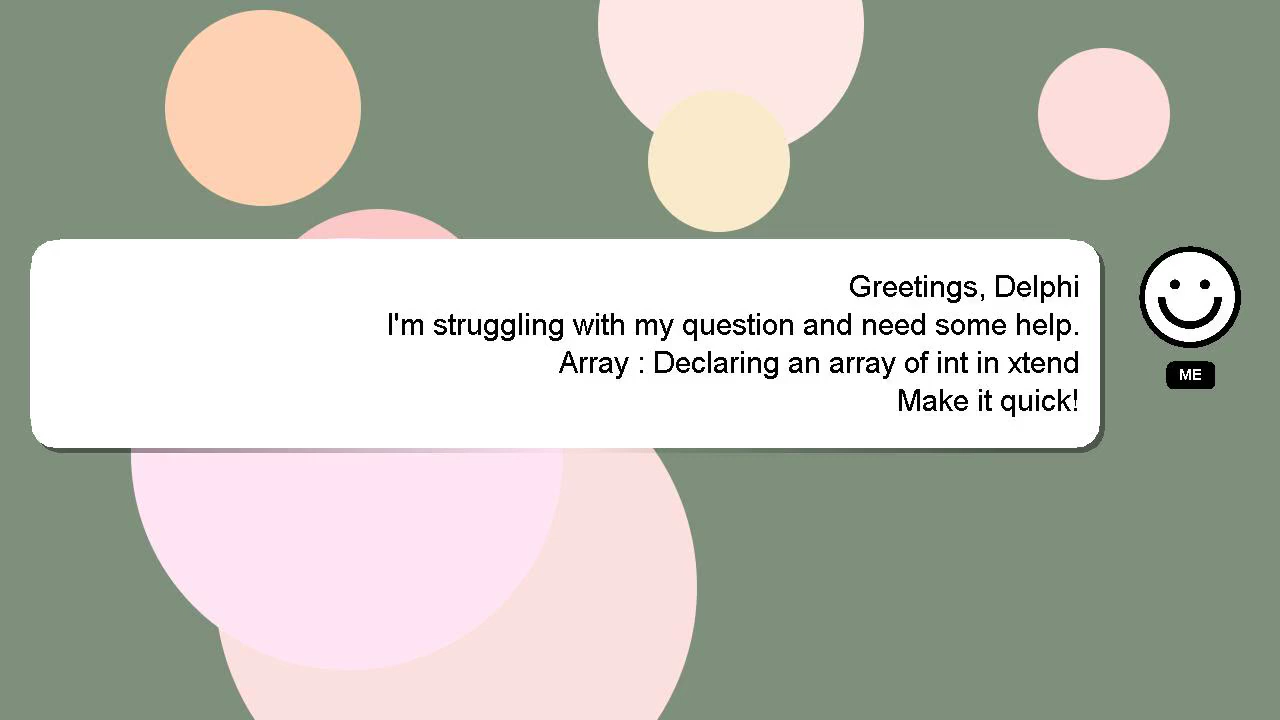 Greetings, Delphi
I'm struggling with my question and need some help.
Array : Declaring an array of int in xtend
Make it quick!
ME